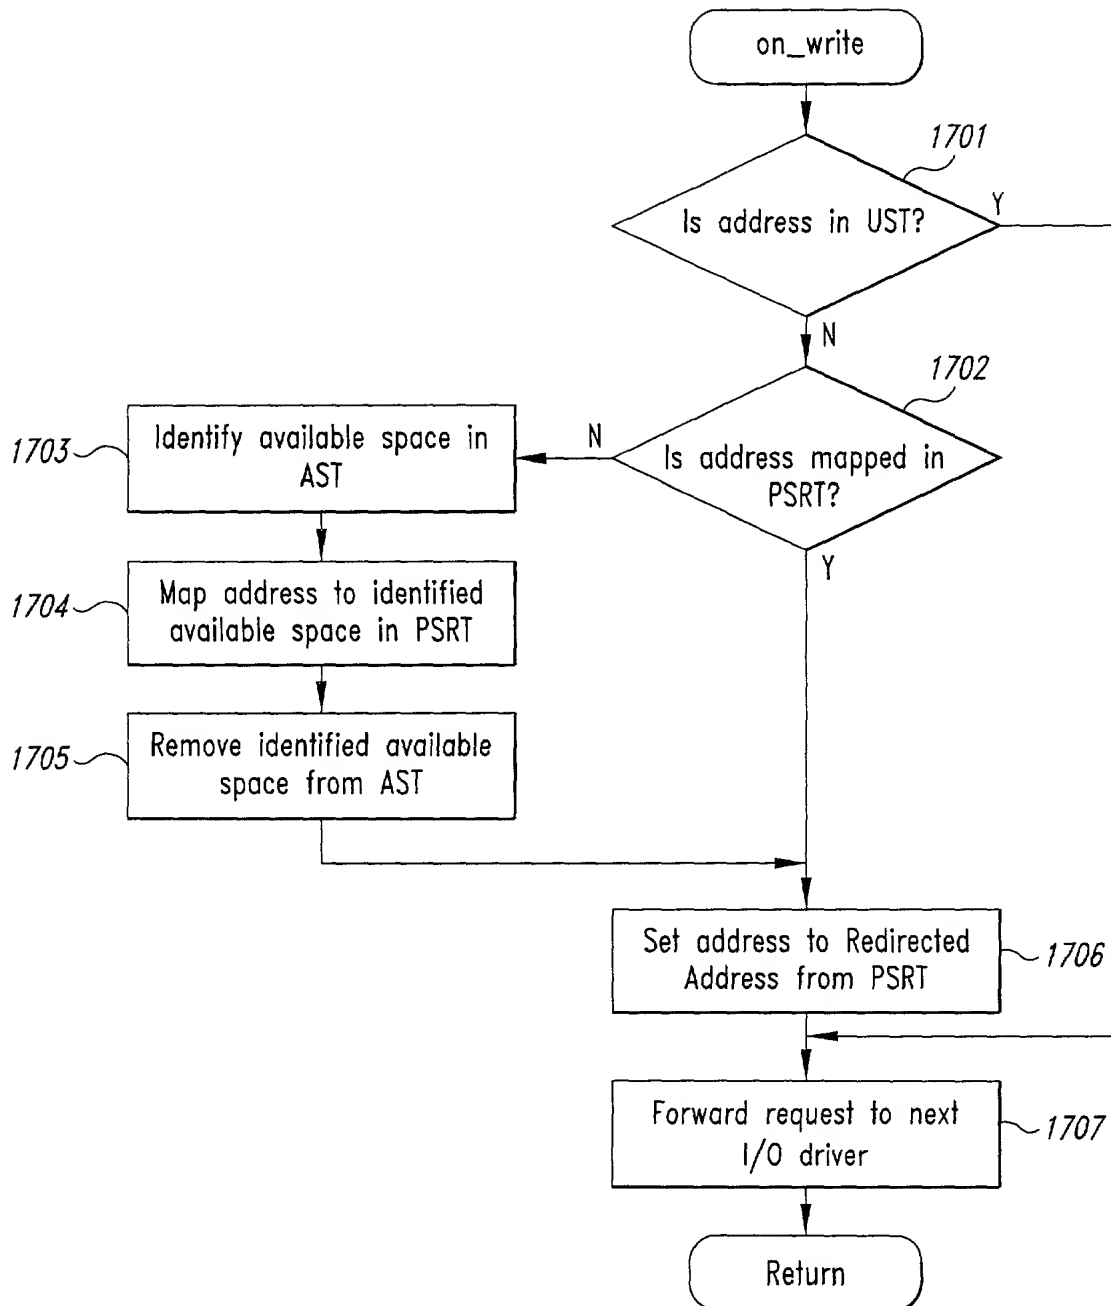 on_write
1701
Is address in UST?
Y
N
1702
Is address mapped in
PSRT?
N
Y
1703
Identify available space in
AST
1704
Map address to identified
available space in PSRT
1705
Remove identified available
space from AST
Set address to Redirected
Address from PSRT
1706
Forward request to next
I/O driver
1707
Return